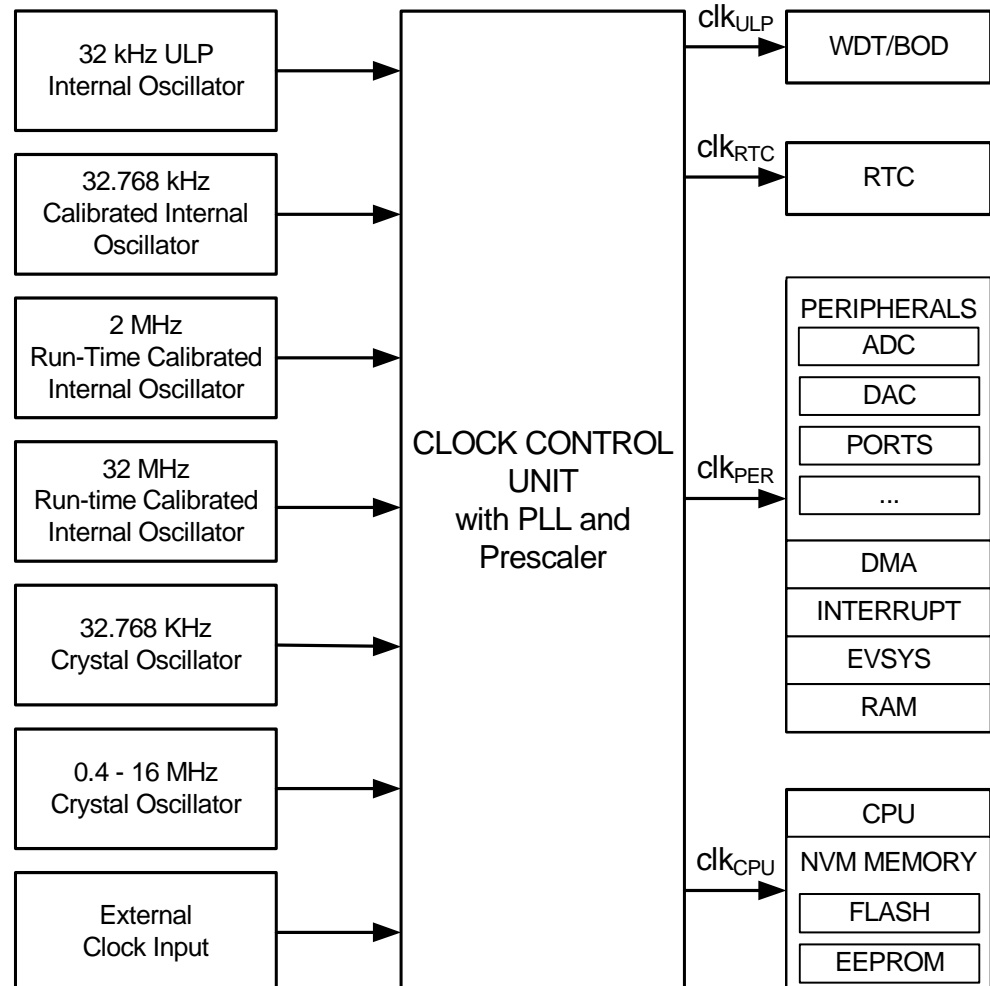 32 kHz ULP
Internal Oscillator
32.768 kHz
Calibrated Internal
Oscillator
2 MHz
Run-Time Calibrated
Internal Oscillator
32 MHz
Run-time Calibrated
Internal Oscillator
32.768 KHz
Crystal Oscillator
0.4 - 16 MHz
Crystal Oscillator
External
Clock Input
CLOCK CONTROL
UNIT
with PLL and
Prescaler
clkULP
WDT/BOD
clkRTC
RTC
clkPER
PERIPHERALS
ADC
DAC
PORTS
...
DMA
INTERRUPT
EVSYS
RAM
clkCPU
CPU
NVM MEMORY
FLASH
EEPROM